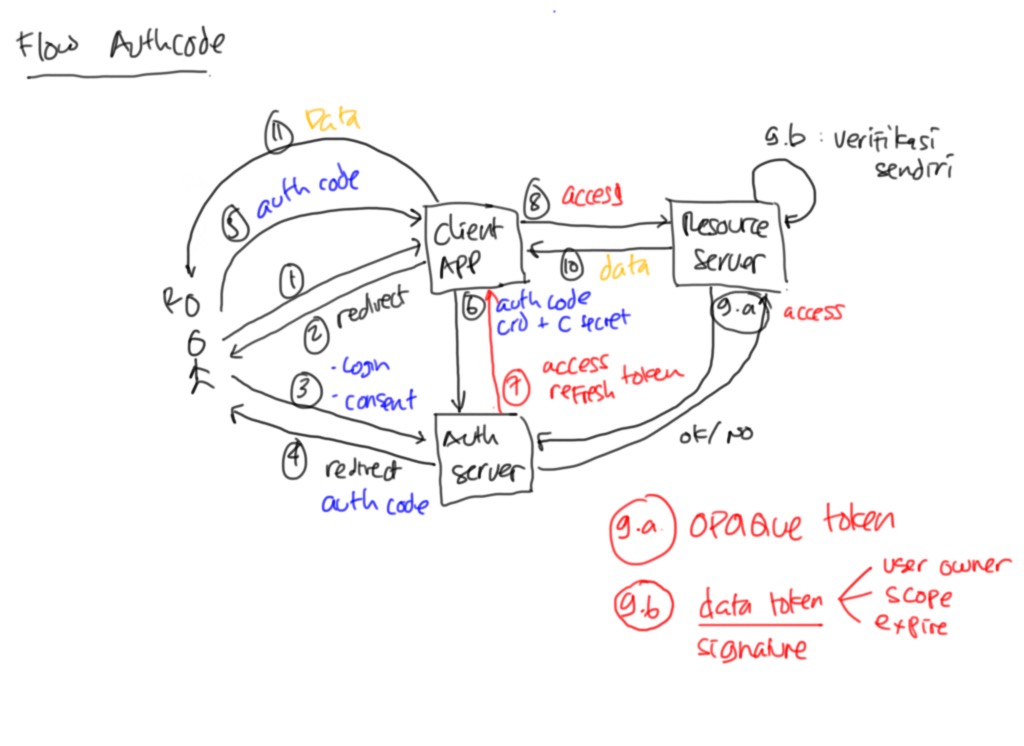 Flow Authcode
11 Data
9.b : verifikasi
sendiri
5 auth code
8 access
Client
APP
Resource
server
10 data
1
RO
2 redirect
6 auth code
crd + C secret
9.a access
- Login
3 - consent
7 access
refresh token
Auth
server
OK/NO
4 redirect
auth code
9.a OPAQUE token
9.b data token
signature
user owner
scope
expire